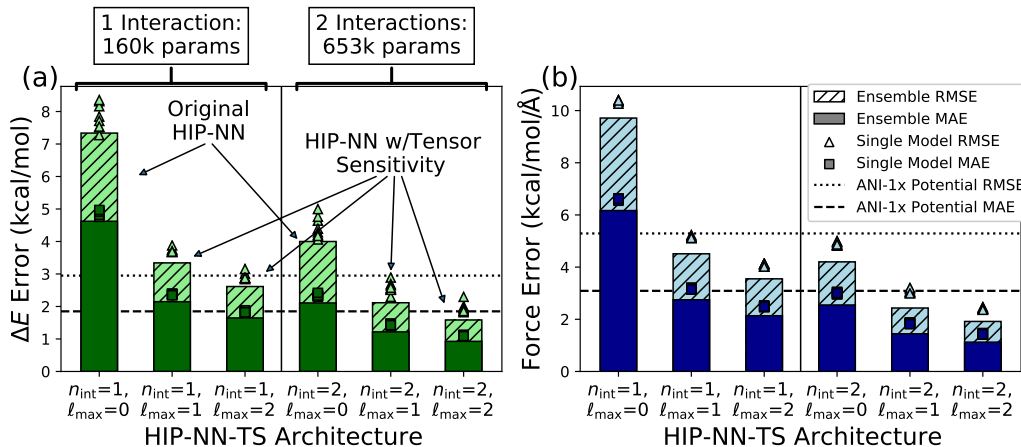 1 Interaction:
160k params
2 Interactions:
653k params
(a)
Original
HIP-NN
HIP-NN w/Tensor
Sensitivity
ΔE Error (kcal/mol)
8
7
6
5
4
3
2
1
0
n_int=1,
ℓ_max=0
n_int=1,
ℓ_max=1
n_int=1,
ℓ_max=2
n_int=2,
ℓ_max=0
n_int=2,
ℓ_max=1
n_int=2,
ℓ_max=2
HIP-NN-TS Architecture
(b)
Ensemble RMSE
Ensemble MAE
Single Model RMSE
Single Model MAE
ANI-1x Potential RMSE
ANI-1x Potential MAE
Force Error (kcal/mol/Å)
10
8
6
4
2
0
n_int=1,
ℓ_max=0
n_int=1,
ℓ_max=1
n_int=1,
ℓ_max=2
n_int=2,
ℓ_max=0
n_int=2,
ℓ_max=1
n_int=2,
ℓ_max=2
HIP-NN-TS Architecture